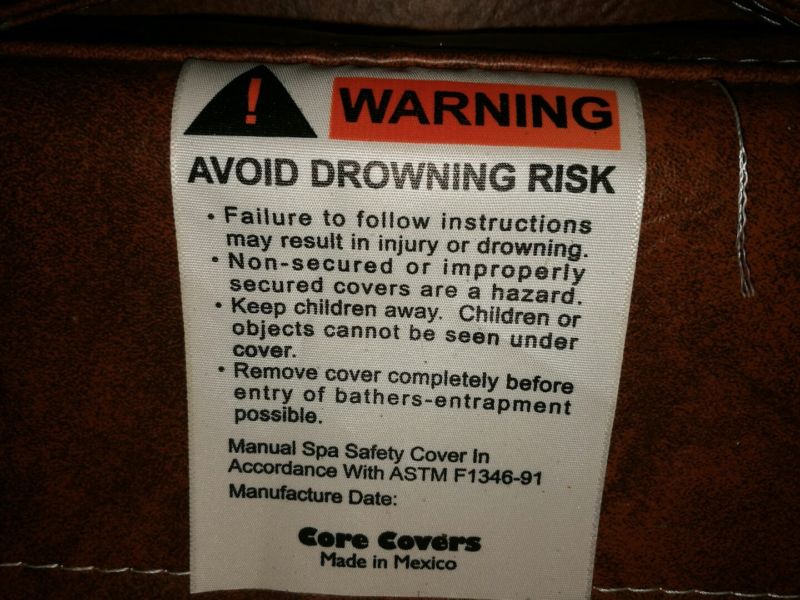 ! WARNING
AVOID DROWNING RISK
• Failure to follow instructions
may result in injury or drowning.
• Non-secured or improperly
secured covers are a hazard.
• Keep children away. Children or
objects cannot be seen under
cover.
• Remove cover completely before
entry of bathers-entrapment
possible.
Manual Spa Safety Cover In
Accordance With ASTM F1346-91
Manufacture Date:
Core Covers
Made in Mexico